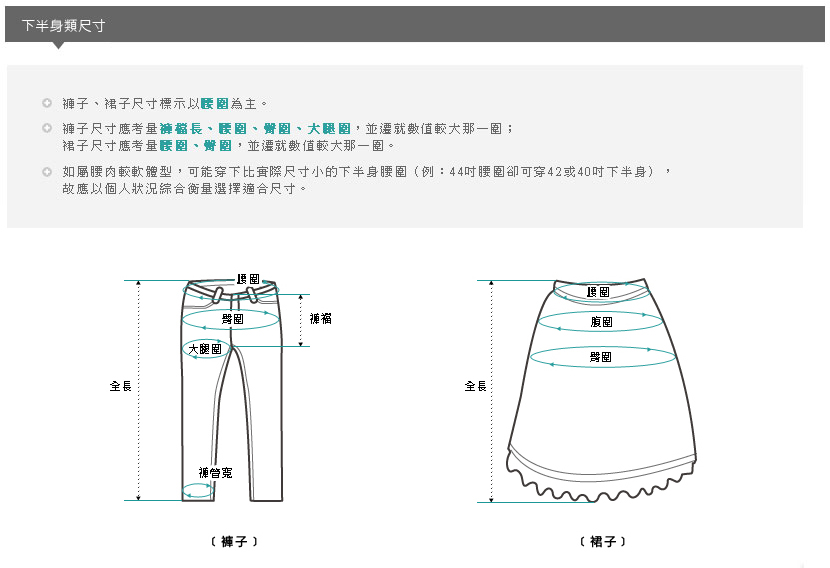 下半身類尺寸
褲子、裙子尺寸標示以腰圍為主。
褲子尺寸應考量褲襠長、腰圍、臀圍、大腿圍，並遷就數值較大那一圍；
裙子尺寸應考量腰圍、臀圍，並遷就數值較大那一圍。
如屬腰肉較軟體型，可能穿下比實際尺寸小的下半身腰圍（例：44吋腰圍卻可穿42或40吋下半身），
故應以個人狀況綜合衡量選擇適合尺寸。
腰圍
臀圍
褲襠
大腿圍
全長
褲管寬
﹝褲子﹞
腰圍
腹圍
臀圍
全長
﹝裙子﹞